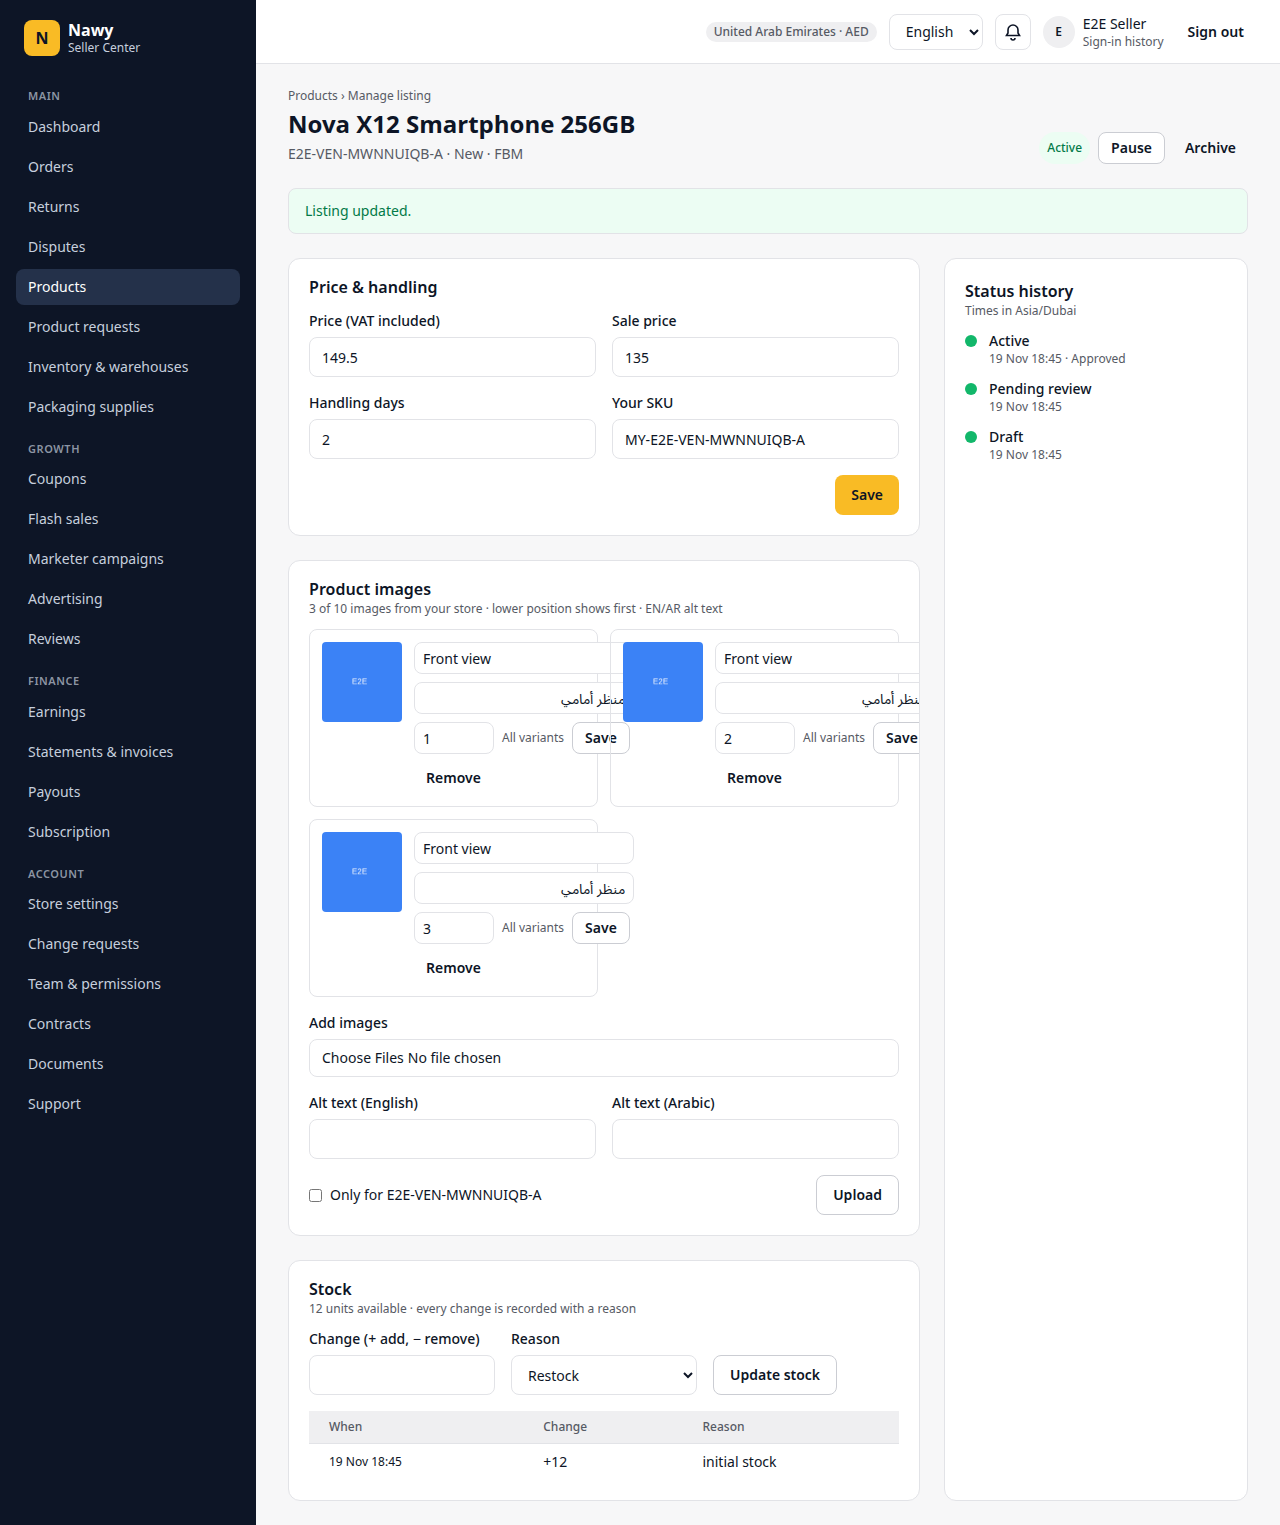 N
Nawy
Seller Center
MAIN
Dashboard
Orders
Returns
Disputes
Products
Product requests
Inventory & warehouses
Packaging supplies
GROWTH
Coupons
Flash sales
Marketer campaigns
Advertising
Reviews
FINANCE
Earnings
Statements & invoices
Payouts
Subscription
ACCOUNT
Store settings
Change requests
Team & permissions
Contracts
Documents
Support
United Arab Emirates · AED
English
E
E2E Seller
Sign-in history
Sign out
Products › Manage listing
Nova X12 Smartphone 256GB
E2E-VEN-MWNNUIQB-A · New · FBM
Active
Pause
Archive
Listing updated.
Price & handling
Price (VAT included)
Sale price
149.5
135
Handling days
Your SKU
2
MY-E2E-VEN-MWNNUIQB-A
Save
Product images
3 of 10 images from your store · lower position shows first · EN/AR alt text
E2E
Front view
منظر أمامي
1
All variants
Save
Remove
E2E
Front view
منظر أمامي
2
All variants
Save
Remove
E2E
Front view
منظر أمامي
3
All variants
Save
Remove
Add images
Choose Files No file chosen
Alt text (English)
Alt text (Arabic)
Only for E2E-VEN-MWNNUIQB-A
Upload
Stock
12 units available · every change is recorded with a reason
Change (+ add, − remove)
Reason
Restock
Update stock
When Change Reason
19 Nov 18:45 +12 initial stock
Status history
Times in Asia/Dubai
Active
19 Nov 18:45 · Approved
Pending review
19 Nov 18:45
Draft
19 Nov 18:45